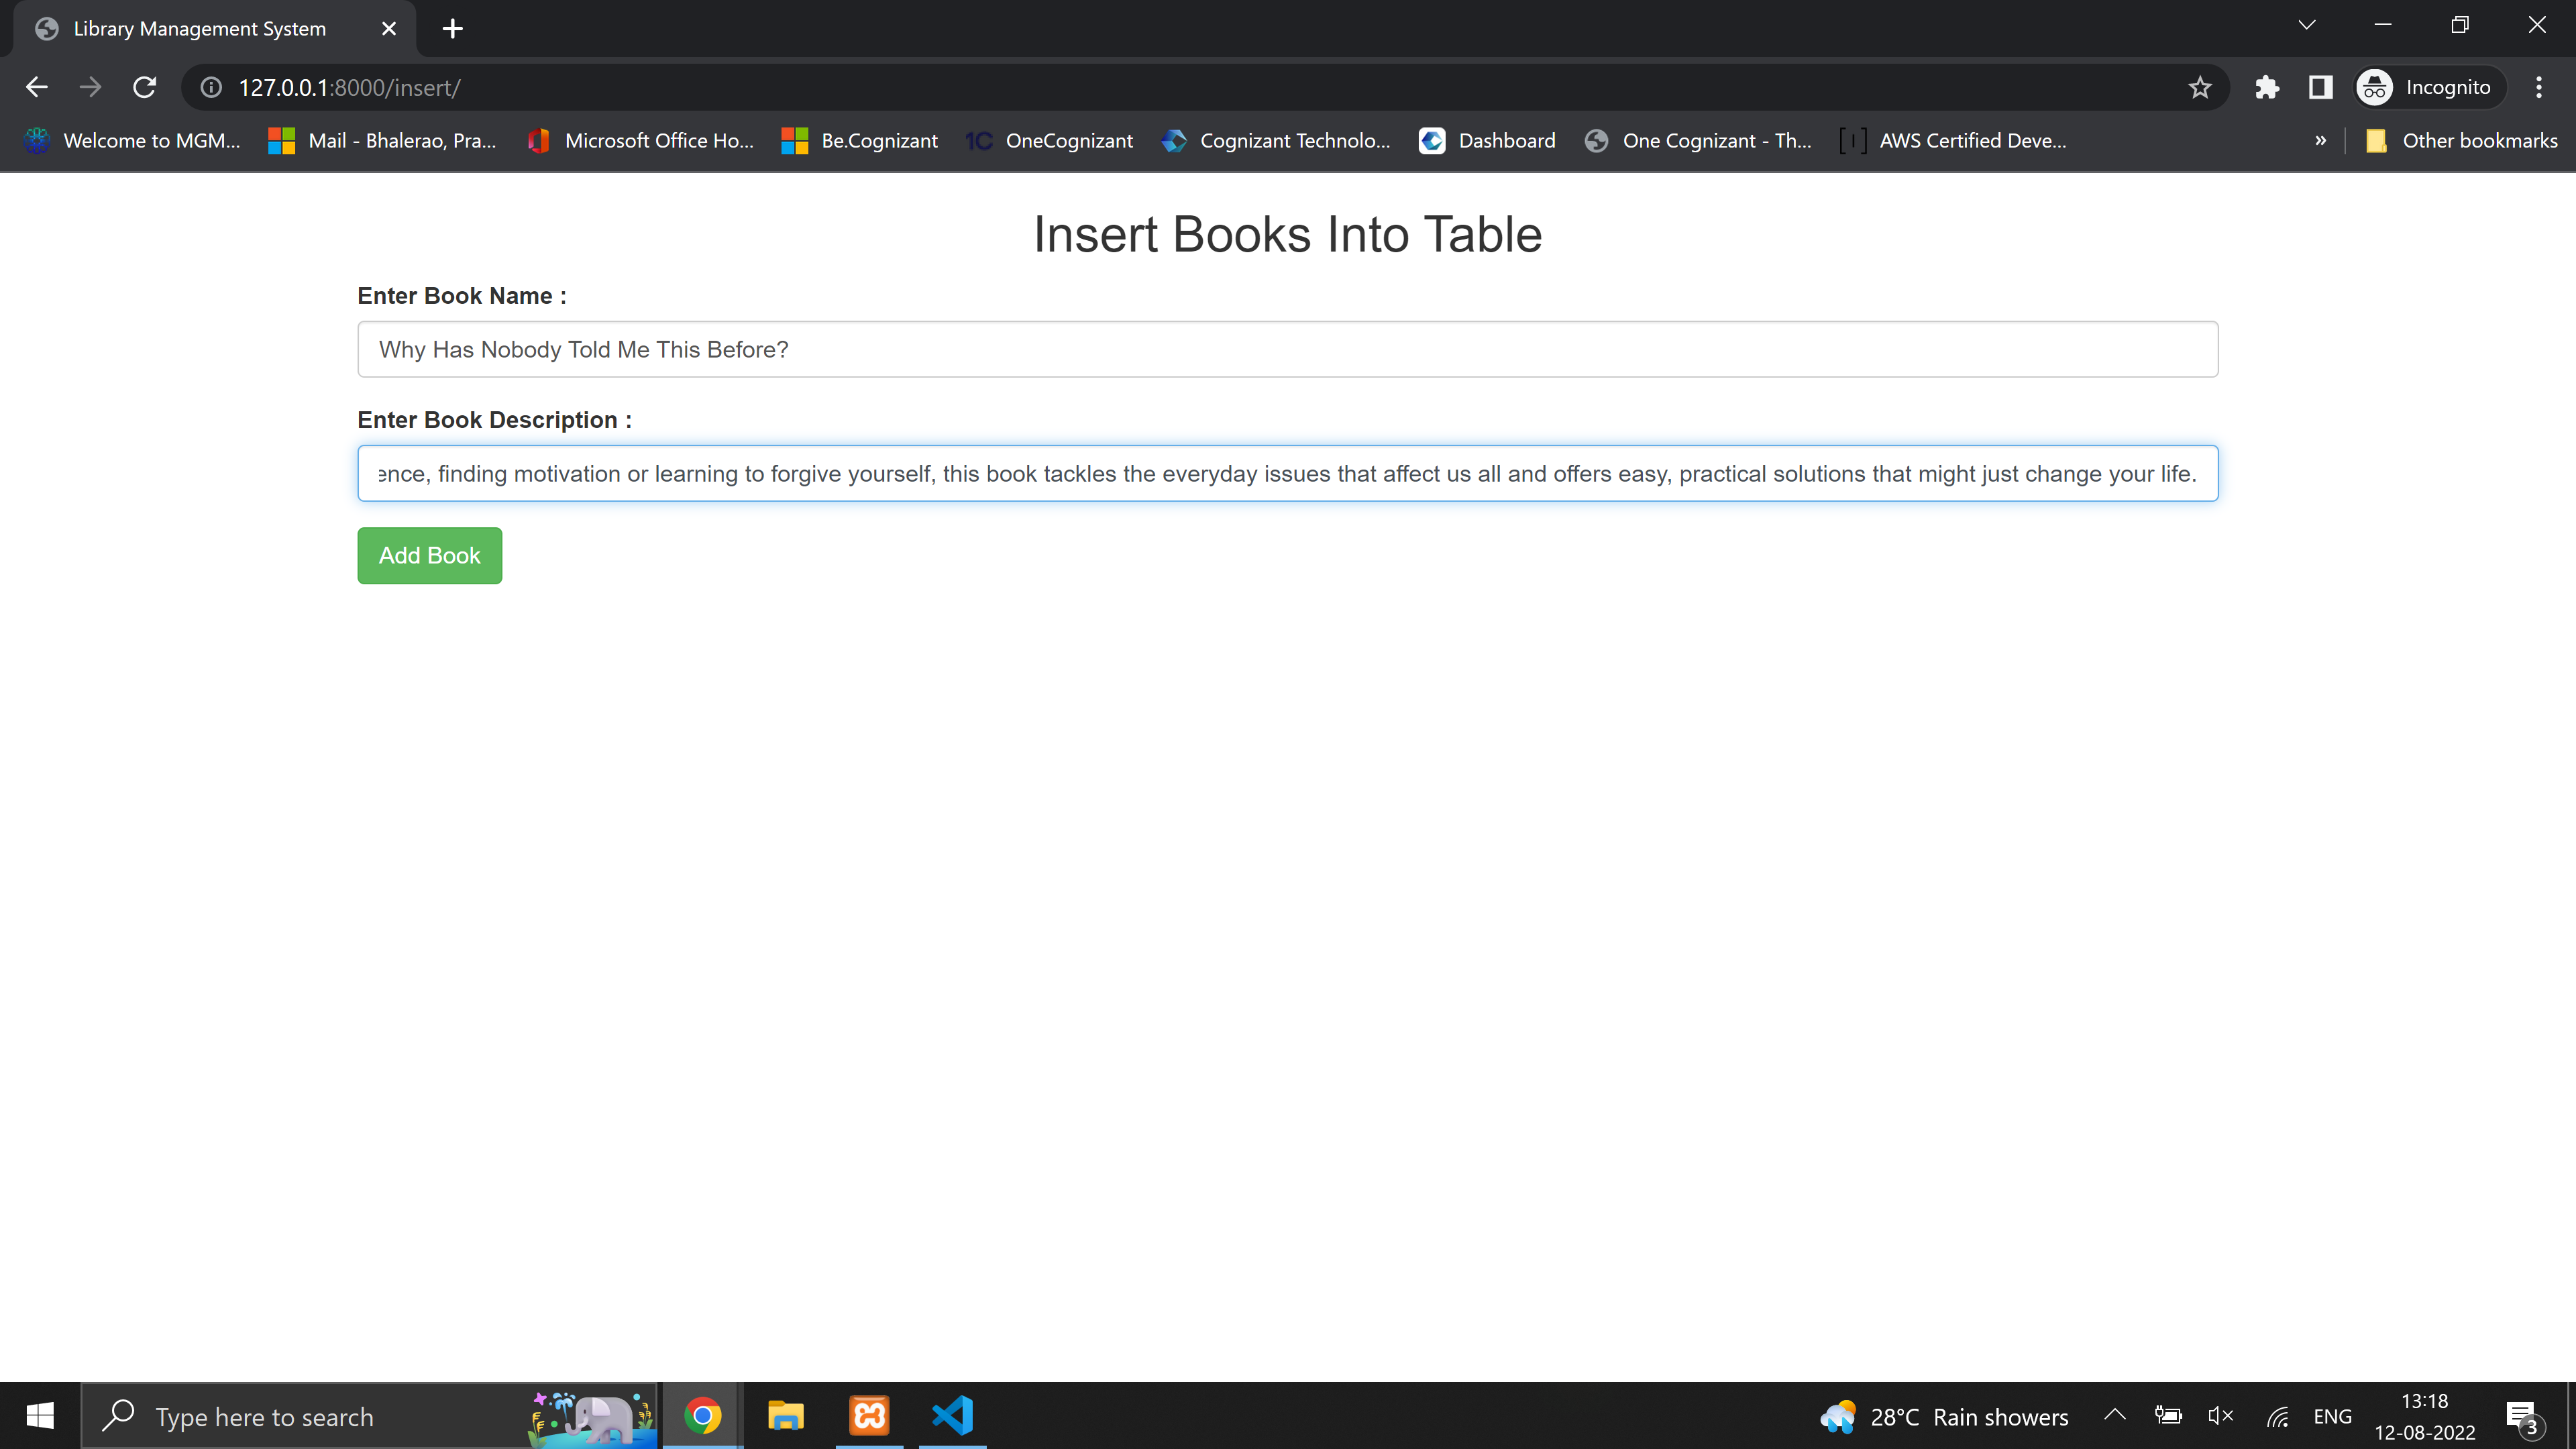 Library Management System
127.0.0.1:8000/insert/
Incognito
Welcome to MGM... Mail - Bhalerao, Pra... Microsoft Office Ho... Be.Cognizant 1C OneCognizant Cognizant Technolo... Dashboard One Cognizant - Th... [ I ] AWS Certified Deve... » Other bookmarks
Insert Books Into Table
Enter Book Name :
Why Has Nobody Told Me This Before?
Enter Book Description :
ence, finding motivation or learning to forgive yourself, this book tackles the everyday issues that affect us all and offers easy, practical solutions that might just change your life.
Add Book
Type here to search
28°C Rain showers
ENG
13:18
12-08-2022
3